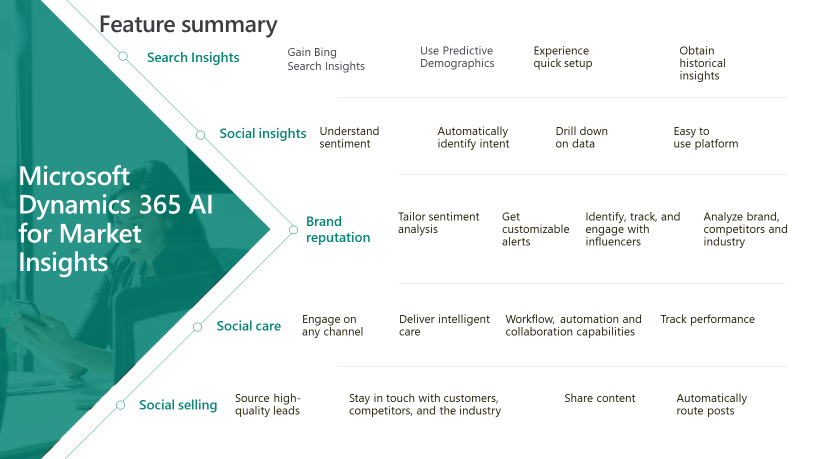 Feature summary
Microsoft
Dynamics 365 AI
for Market
Insights
Search Insights
Gain Bing
Search Insights
Use Predictive
Demographics
Experience
quick setup
Obtain
historical
insights
Social insights
Understand
sentiment
Automatically
identify intent
Drill down
on data
Easy to
use platform
Brand
reputation
Tailor sentiment
analysis
Get
customizable
alerts
Identify, track, and
engage with
influencers
Analyze brand,
competitors and
industry
Social care
Engage on
any channel
Deliver intelligent
care
Workflow, automation and
collaboration capabilities
Track performance
Social selling
Source high-
quality leads
Stay in touch with customers,
competitors, and the industry
Share content
Automatically
route posts